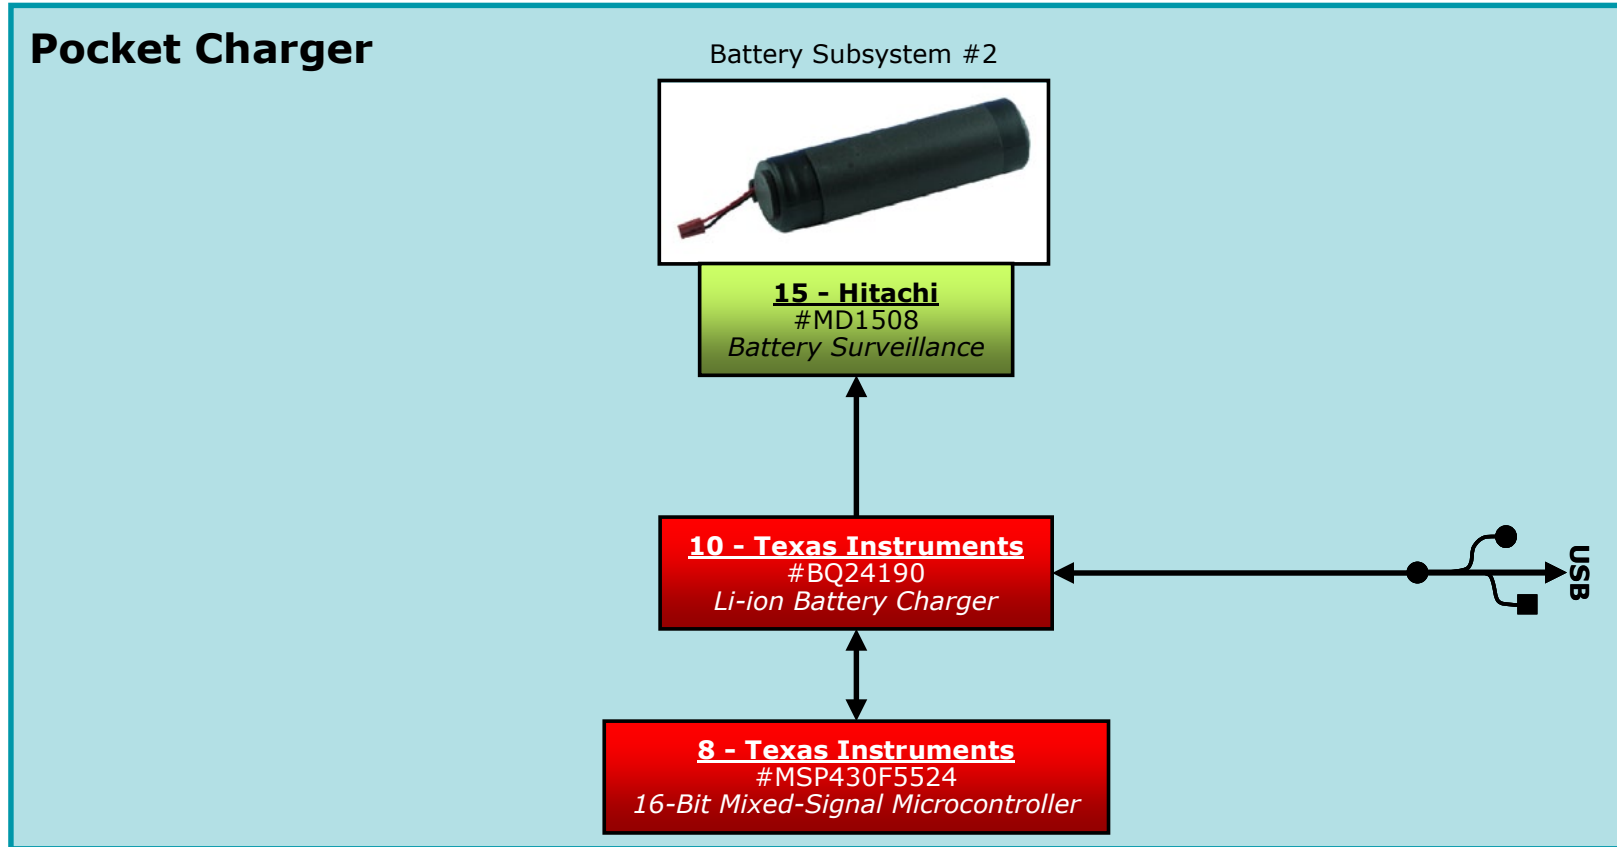 Pocket Charger
Battery Subsystem #2
15 - Hitachi
#MD1508
Battery Surveillance
10 - Texas Instruments
#BQ24190
Li-ion Battery Charger
USB
8 - Texas Instruments
#MSP430F5524
16-Bit Mixed-Signal Microcontroller